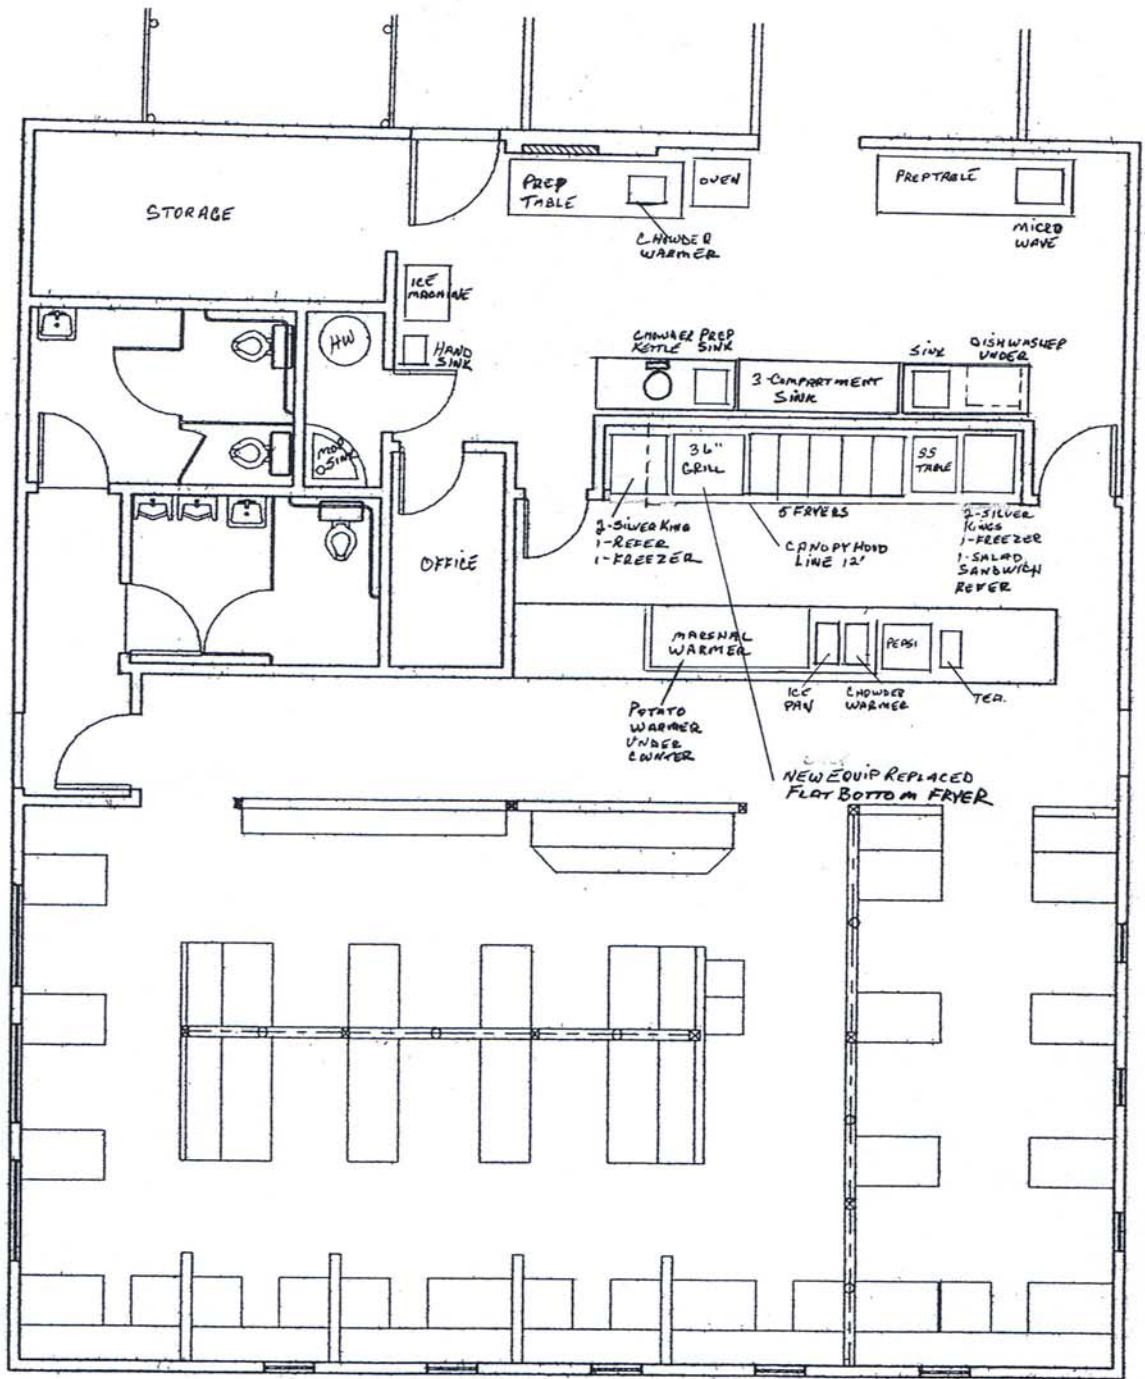 STORAGE
PREP
TABLE
OVEN
CHOWDER
WARMER
PREP TABLE
MICRO
WAVE
ICE
MACHINE
HAND
SINK
HW
MOP
SINK
CHOWDER
KETTLE
PREP
SINK
3-COMPARTMENT
SINK
SINK
DISHWASHER
UNDER
36"
GRILL
SS
TABLE
5 FRYERS
2-SILVER KING
1-REFER
1-FREEZER
CANOPY HOOD
LINE 12'
2-SILVER
KINGS
1-FREEZER
1-SALAD
SANDWICH
REFER
OFFICE
WARMER
PEPSI
ICE
PAN
CHOWDER
WARMER
TEA.
POTATO
WARMER
UNDER
COUNTER
NEW EQUIP REPLACED
FLAT BOTTOM FRYER